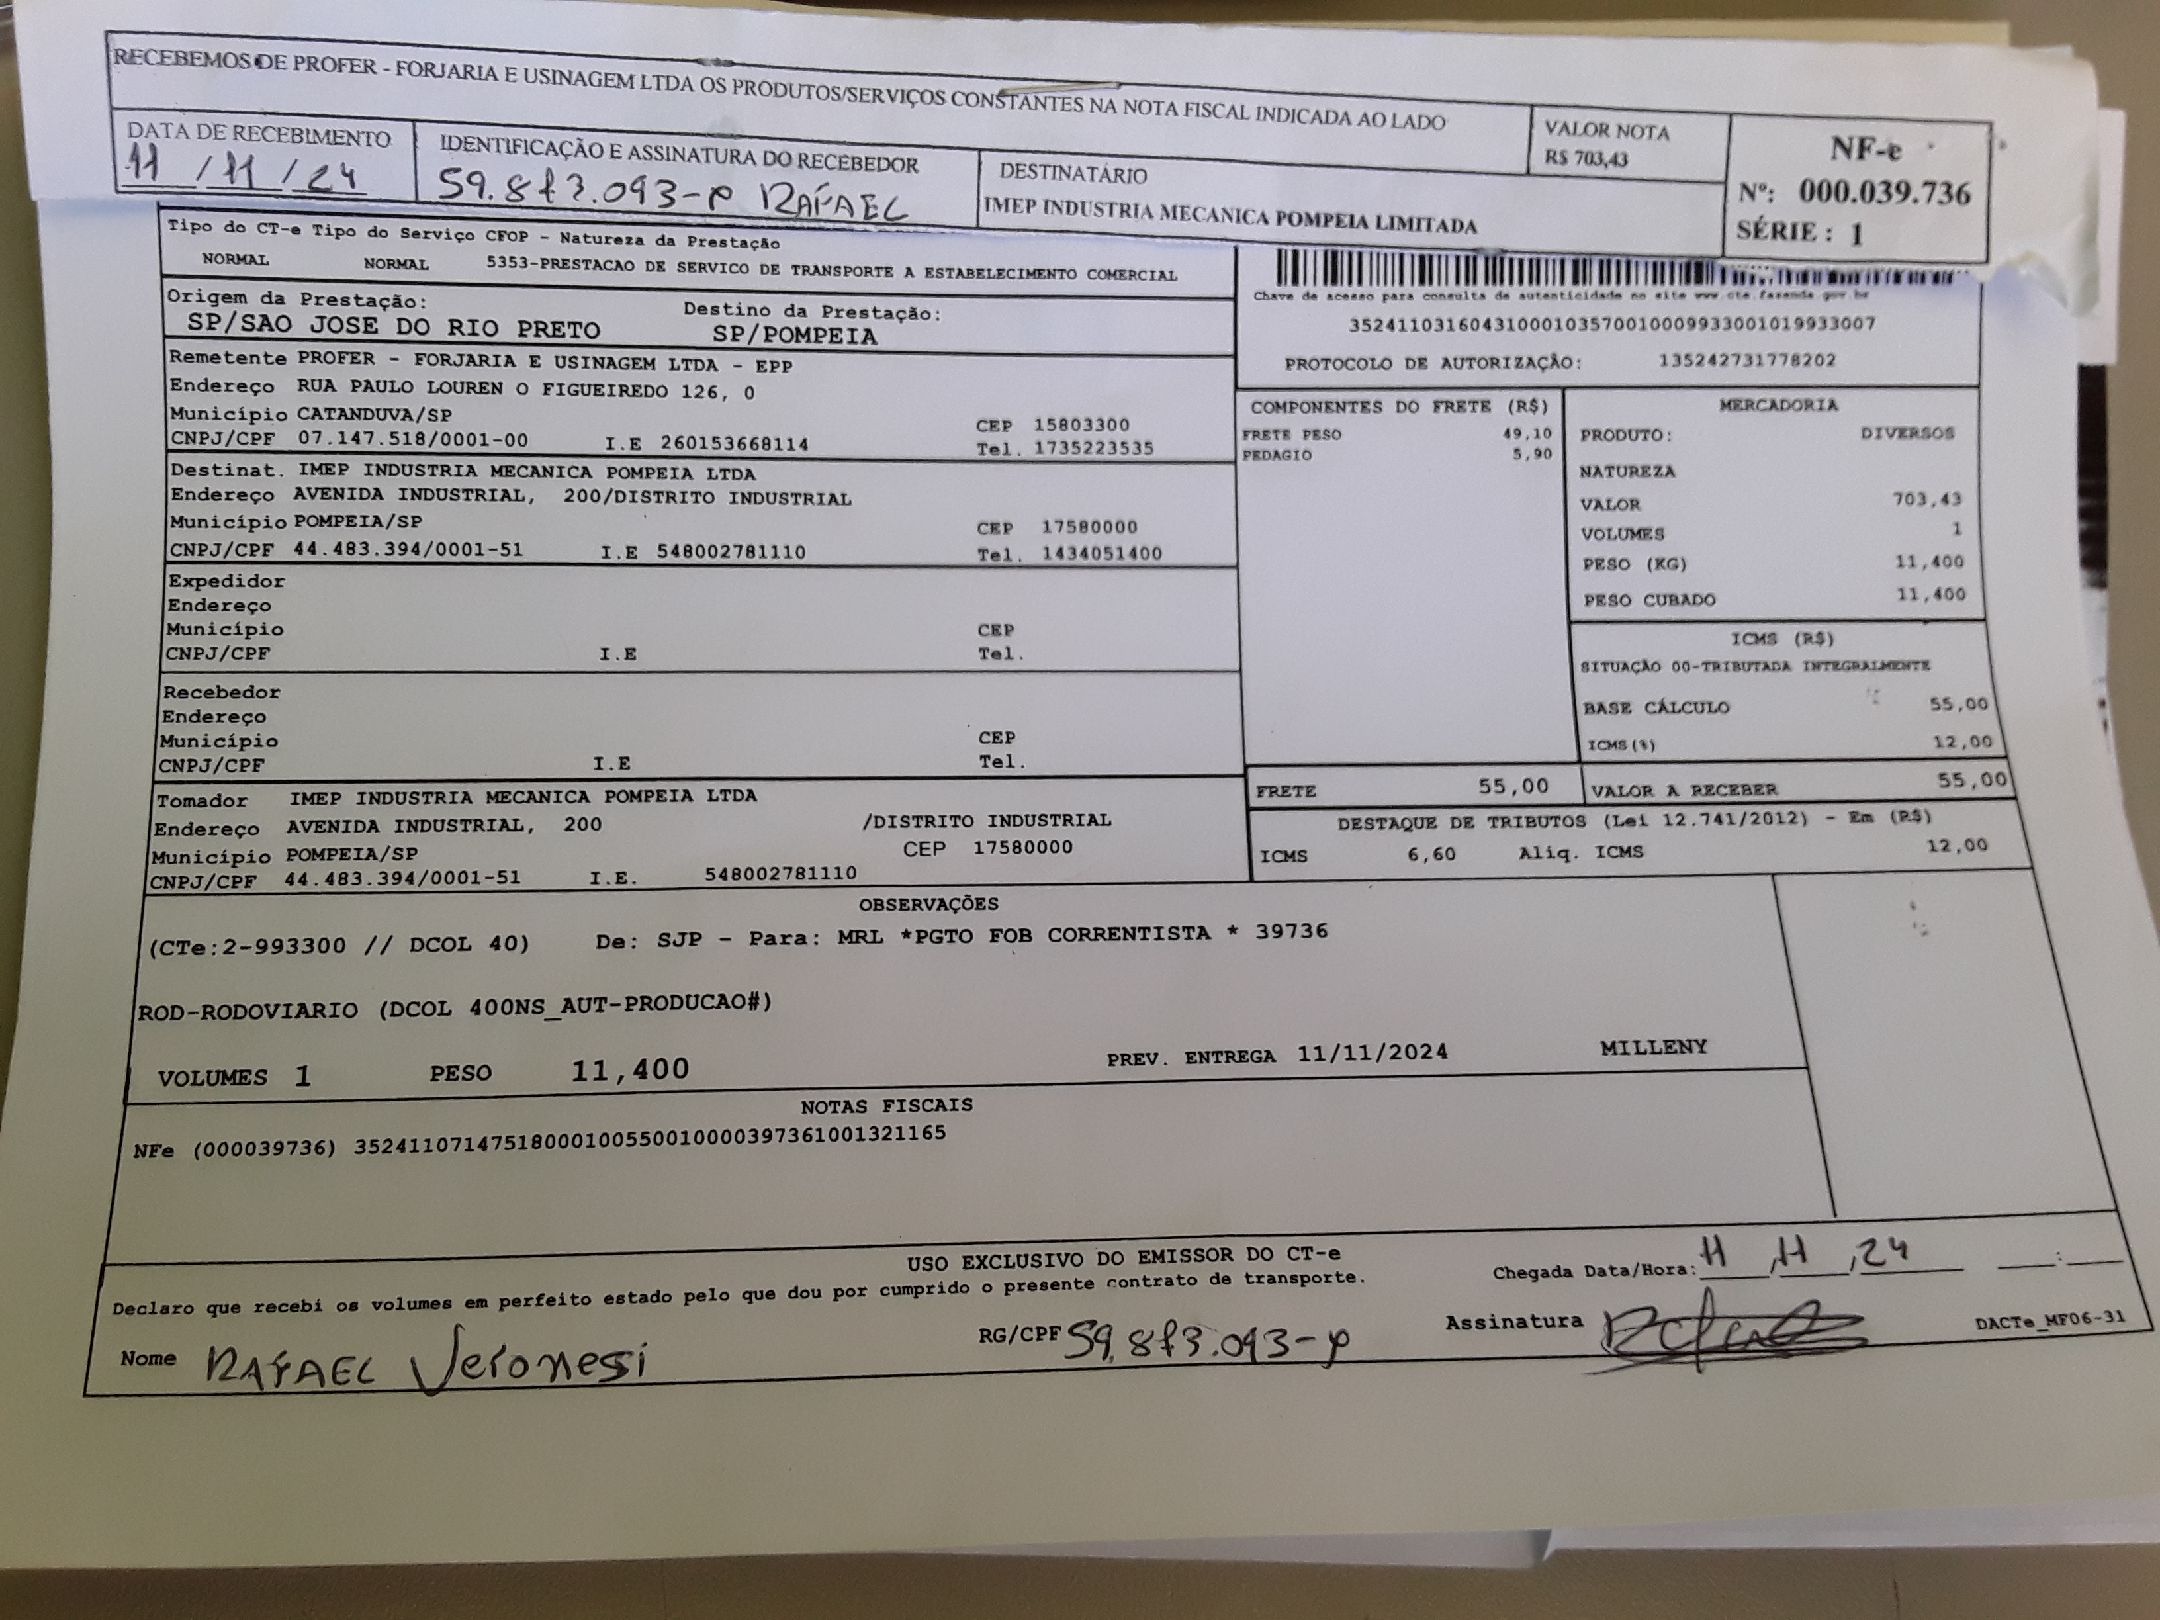 RECEBEMOS DE PROFER - FORJARIA E USINAGEM LTDA OS PRODUTOS/SERVIÇOS CONSTANTES NA NOTA FISCAL INDICADA AO LADO
VALOR NOTA
R$ 703,43
NF-e
Nº: 000.039.736
SÉRIE : 1
DATA DE RECEBIMENTO
11/11/24
IDENTIFICAÇÃO E ASSINATURA DO RECEBEDOR
RAFAEL
DESTINATÁRIO
IMEP INDUSTRIA MECANICA POMPEIA LIMITADA
Tipo do CT-e Tipo do Serviço CFOP - Natureza da Prestação
NORMAL NORMAL 5353-PRESTACAO DE SERVICO DE TRANSPORTE A ESTABELECIMENTO COMERCIAL
Origem da Prestação: Destino da Prestação:
SP/SAO JOSE DO RIO PRETO SP/POMPEIA
Chave de acesso para consulta de autenticidade no site www.cte.fazenda.gov.br
35241103160431000103570010009933001019933007
PROTOCOLO DE AUTORIZAÇÃO: 135242731778202
Remetente PROFER - FORJARIA E USINAGEM LTDA - EPP
Endereço RUA PAULO LOUREN O FIGUEIREDO 126, 0
Município CATANDUVA/SP CEP 15803300
CNPJ/CPF 07.147.518/0001-00 I.E 260153668114 Tel. 1735223535
Destinat. IMEP INDUSTRIA MECANICA POMPEIA LTDA
Endereço AVENIDA INDUSTRIAL, 200/DISTRITO INDUSTRIAL
Município POMPEIA/SP CEP 17580000
CNPJ/CPF 44.483.394/0001-51 I.E 548002781110 Tel. 1434051400
Expedidor
Endereço
Município CEP
CNPJ/CPF I.E Tel.
Recebedor
Endereço
Município CEP
CNPJ/CPF I.E Tel.
Tomador IMEP INDUSTRIA MECANICA POMPEIA LTDA
Endereço AVENIDA INDUSTRIAL, 200 /DISTRITO INDUSTRIAL
Município POMPEIA/SP CEP 17580000
CNPJ/CPF 44.483.394/0001-51 I.E. 548002781110
COMPONENTES DO FRETE (R$)
FRETE PESO 49,10
PEDAGIO 5,90
MERCADORIA
PRODUTO: DIVERSOS
NATUREZA
VALOR 703,43
VOLUMES 1
PESO (KG) 11,400
PESO CUBADO 11,400
ICMS (R$)
SITUAÇÃO 00-TRIBUTADA INTEGRALMENTE
BASE CÁLCULO 55,00
ICMS(%) 12,00
FRETE 55,00 VALOR A RECEBER 55,00
DESTAQUE DE TRIBUTOS (Lei 12.741/2012) - Em (R$)
ICMS 6,60 Aliq. ICMS 12,00
OBSERVAÇÕES
(CTe:2-993300 // DCOL 40) De: SJP - Para: MRL *PGTO FOB CORRENTISTA * 39736
ROD-RODOVIARIO (DCOL 400NS_AUT-PRODUCAO#)
VOLUMES 1 PESO 11,400 PREV. ENTREGA 11/11/2024 MILLENY
NOTAS FISCAIS
NFe (000039736) 35241107147518000100550010000397361001321165
USO EXCLUSIVO DO EMISSOR DO CT-e
Declaro que recebi os volumes em perfeito estado pelo que dou por cumprido o presente contrato de transporte.
Chegada Data/Hora: 11/11/24 :
Nome RAFAEL Veronessi RG/CPF Assinatura
DACTe_MF06-31